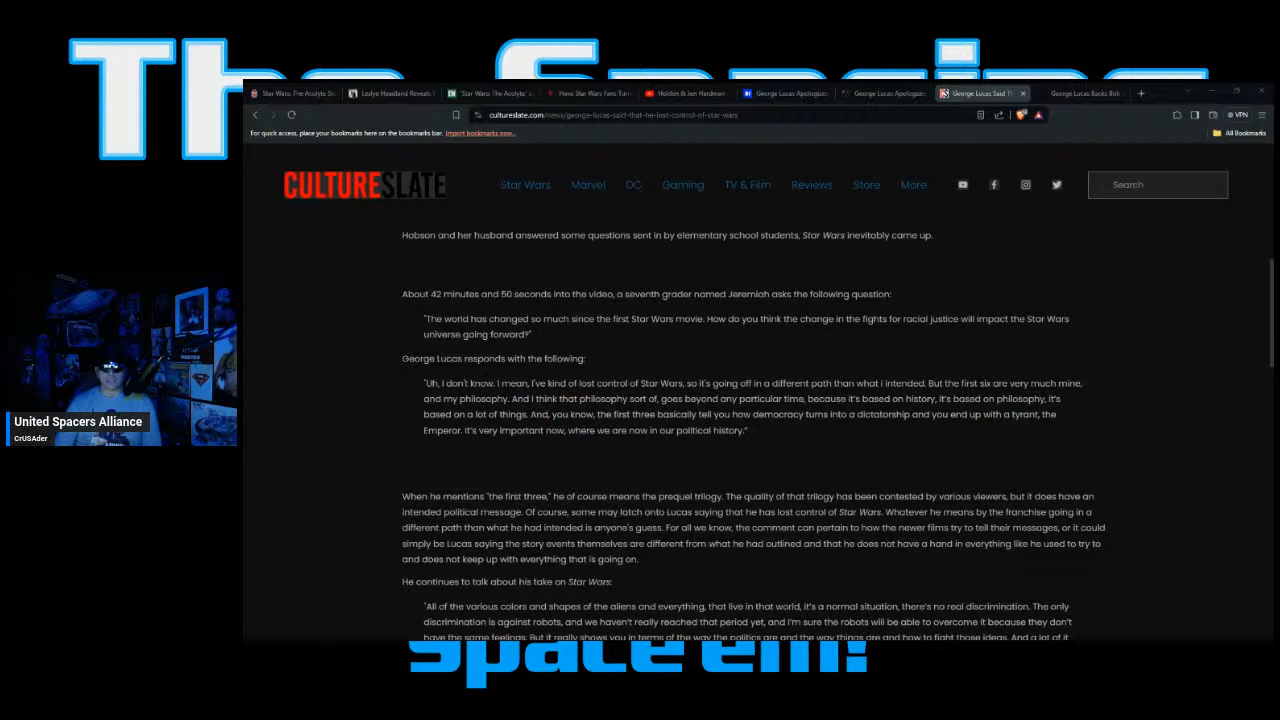 The Spacing
Star Wars: The Acolyte
Leslye Headland Reveals
'Star Wars: The Acolyte'
Have Star Wars Fans Turn
Holden & Jen Hardman
George Lucas Apologizes
George Lucas Apologizes
George Lucas Said
George Lucas Backs Bob
cultureslate.com/news/george-lucas-said-that-he-lost-control-of-star-wars
VPN
For quick access, place your bookmarks here on the bookmarks bar. Import bookmarks now...
All Bookmarks
CULTURESLATE
Star Wars Marvel DC Gaming TV & Film Reviews Store More
Search
Hobson and her husband answered some questions sent in by elementary school students, Star Wars inevitably came up.
About 42 minutes and 50 seconds into the video, a seventh grader named Jeremiah asks the following question:
"The world has changed so much since the first Star Wars movie. How do you think the change in the fights for racial justice will impact the Star Wars
universe going forward?"
George Lucas responds with the following:
"Uh, I don't know. I mean, I've kind of lost control of Star Wars, so it's going off in a different path than what I intended. But the first six are very much mine,
and my philosophy. And I think that philosophy sort of, goes beyond any particular time, because it's based on history, it's based on philosophy, it's
based on a lot of things. And, you know, the first three basically tell you how democracy turns into a dictatorship and you end up with a tyrant, the
Emperor. It's very important now, where we are now in our political history."
When he mentions "the first three," he of course means the prequel trilogy. The quality of that trilogy has been contested by various viewers, but it does have an
intended political message. Of course, some may latch onto Lucas saying that he has lost control of Star Wars. Whatever he means by the franchise going in a
different path than what he had intended is anyone's guess. For all we know, the comment can pertain to how the newer films try to tell their messages, or it could
simply be Lucas saying the story events themselves are different from what he had outlined and that he does not have a hand in everything like he used to try to
and does not keep up with everything that is going on.
He continues to talk about his take on Star Wars:
"All of the various colors and shapes of the aliens and everything, that live in that world, it's a normal situation, there's no real discrimination. The only
discrimination is against robots, and we haven't really reached that period yet, and I'm sure the robots will be able to overcome it because they don't
have the same feelings. But it really shows you in terms of the way the politics are and the way things are and how to fight those ideas. And a lot of it
United Spacers Alliance
CrUSAder
Space em!